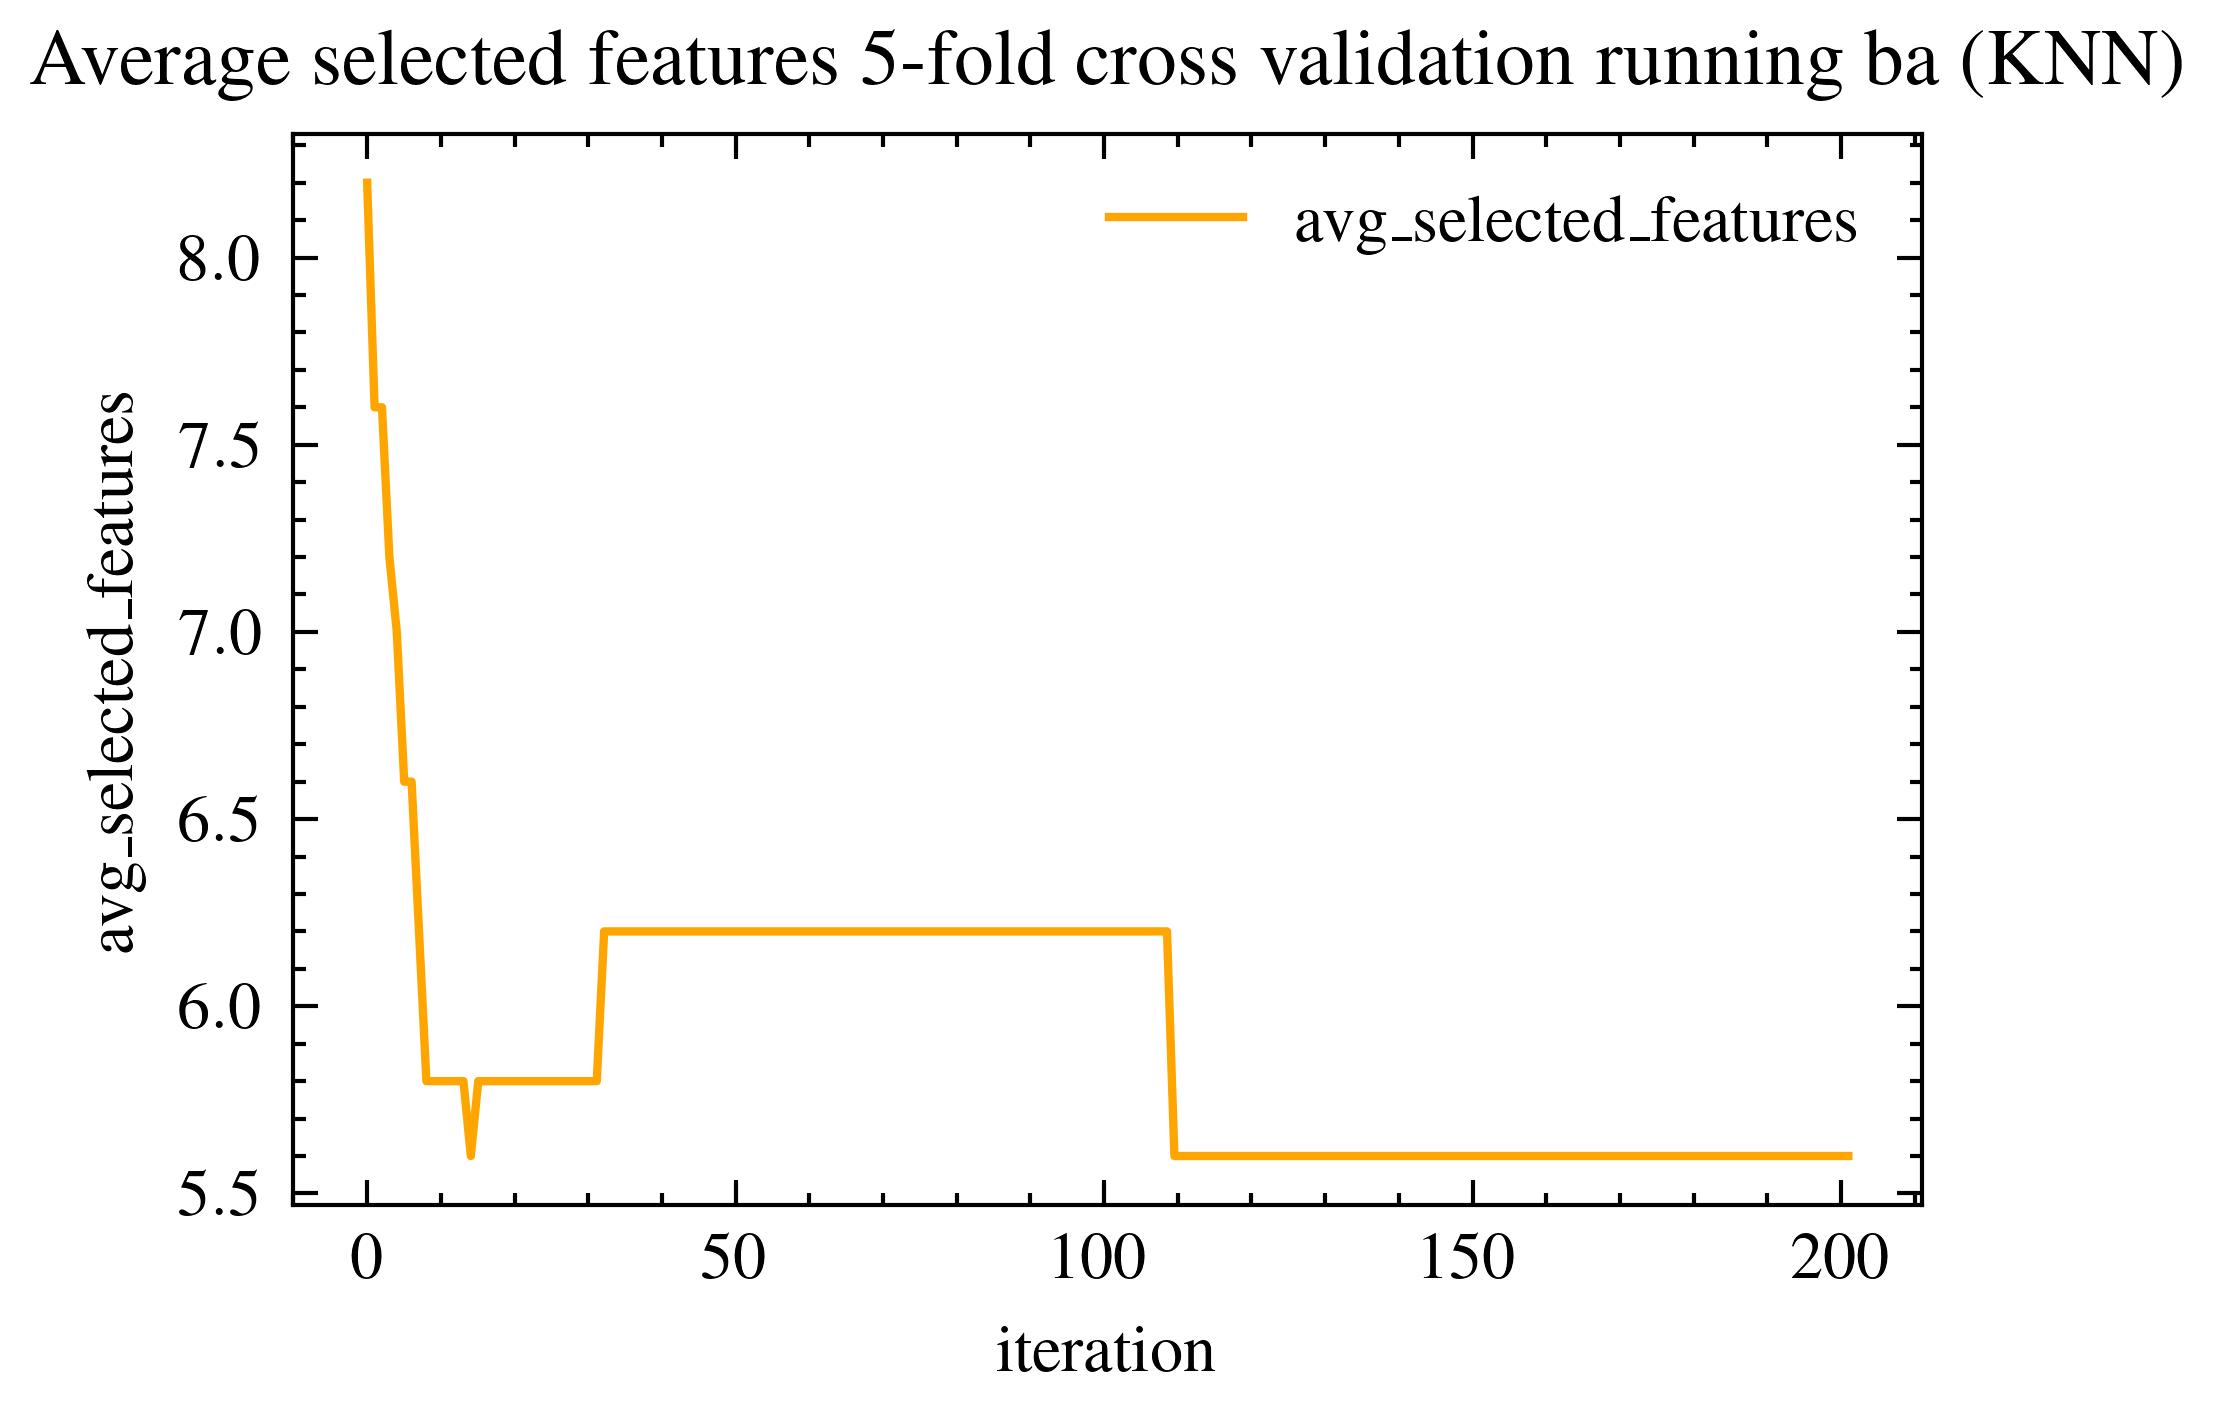 Average selected features 5-fold cross validation running ba (KNN)
avg_selected_features
avg_selected_features
8.0
7.5
7.0
6.5
6.0
5.5
0 50 100 150 200
iteration